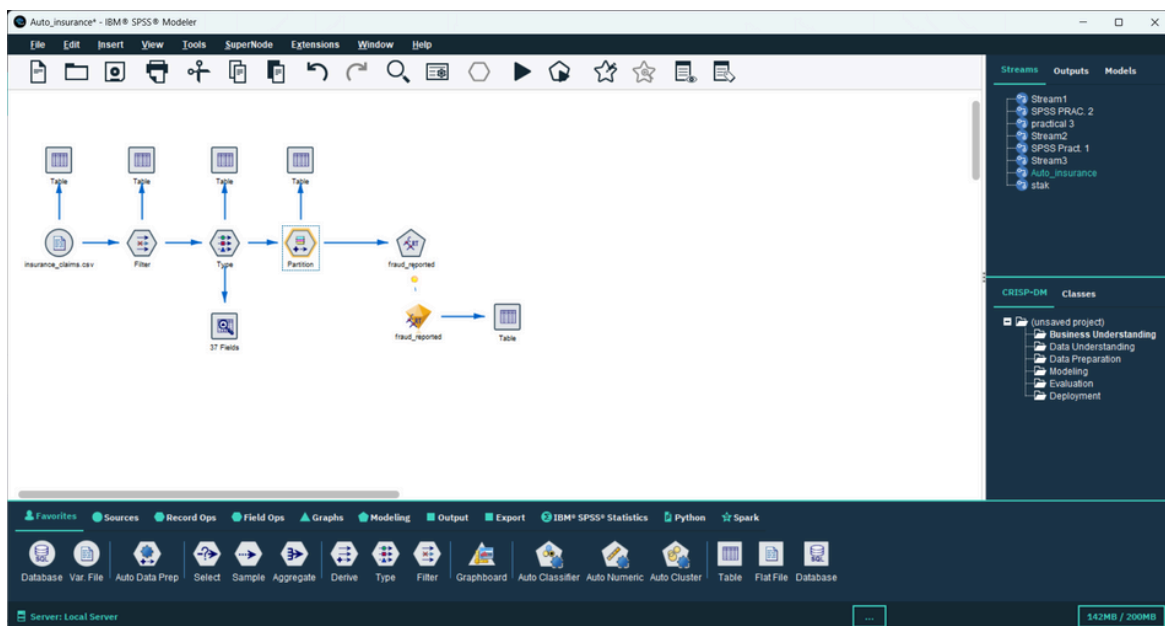 Auto_insurance* - IBM® SPSS® Modeler
File Edit Insert View Tools SuperNode Extensions Window Help
Streams Outputs Models
Stream1
SPSS PRAC. 2
practical 3
Stream2
SPSS Pract. 1
Stream3
Auto_insurance
stak
Table Table Table Table
insurance_claims.csv Filter Type Partition fraud_reported
37 Fields fraud_reported Table
CRISP-DM Classes
(unsaved project)
Business Understanding
Data Understanding
Data Preparation
Modeling
Evaluation
Deployment
Favorites Sources Record Ops Field Ops Graphs Modeling Output Export IBM® SPSS® Statistics Python Spark
Database Var. File Auto Data Prep Select Sample Aggregate Derive Type Filter Graphboard Auto Classifier Auto Numeric Auto Cluster Table Flat File Database
Server: Local Server ... 142MB / 200MB